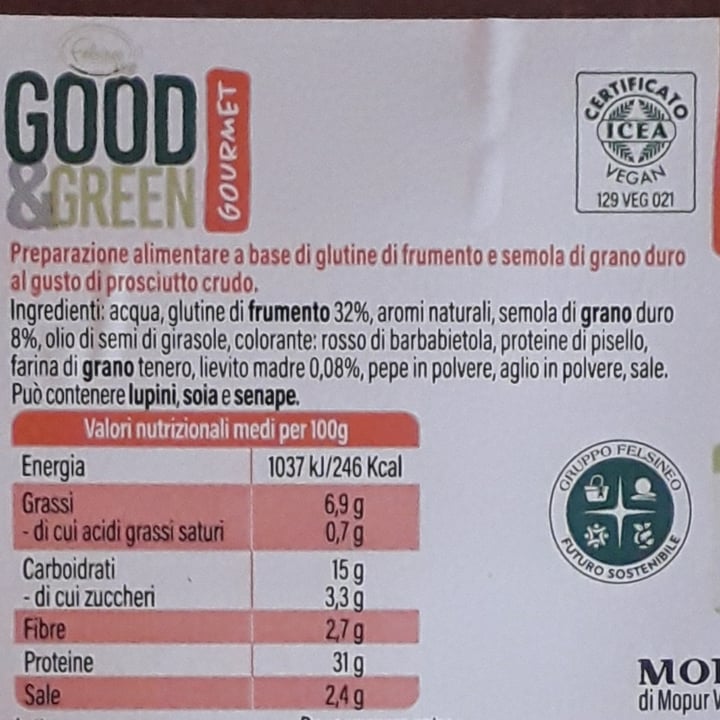 Felsineo
GOOD
&GREEN
GOURMET
CERTIFICATO
ICEA
VEGAN
129 VEG 021
Preparazione alimentare a base di glutine di frumento e semola di grano duro
al gusto di prosciutto crudo.
Ingredienti: acqua, glutine di frumento 32%, aromi naturali, semola di grano duro
8%, olio di semi di girasole, colorante: rosso di barbabietola, proteine di pisello,
farina di grano tenero, lievito madre 0,08%, pepe in polvere, aglio in polvere, sale.
Può contenere lupini, soia e senape.
Valori nutrizionali medi per 100g
Energia 1037 kJ/246 Kcal
Grassi 6,9 g
- di cui acidi grassi saturi 0,7 g
Carboidrati 15 g
- di cui zuccheri 3,3 g
Fibre 2,7 g
Proteine 31 g
Sale 2,4 g
GRUPPO FELSINEO
FUTURO SOSTENIBILE
di Mopur